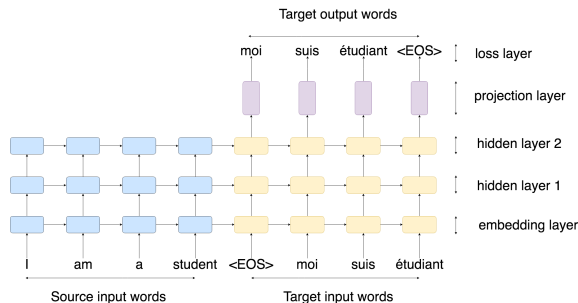 Target output words
moi suis étudiant <EOS> loss layer
projection layer
hidden layer 2
hidden layer 1
embedding layer
I am a student <EOS> moi suis étudiant
Source input words Target input words